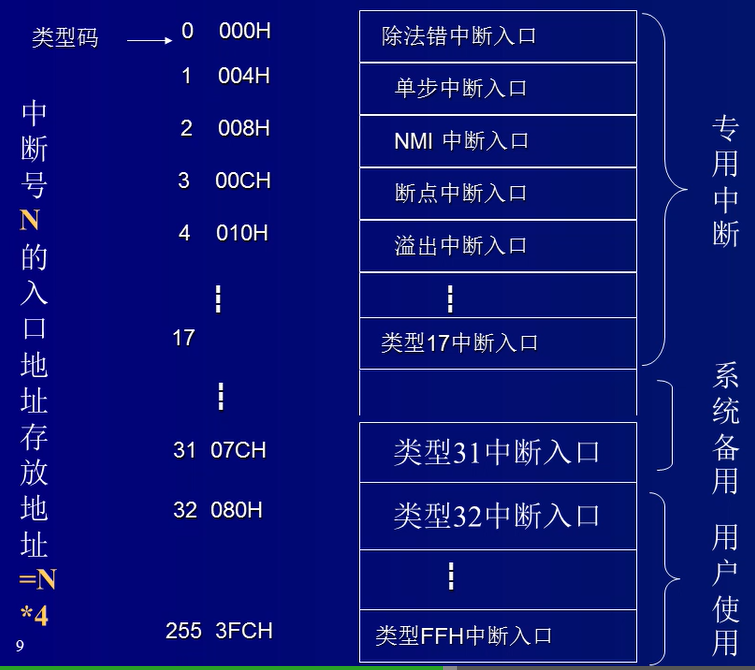 类型码 0 000H 除法错中断入口
1 004H 单步中断入口
2 008H NMI 中断入口
3 00CH 断点中断入口
4 010H 溢出中断入口
17 类型17中断入口
31 07CH 类型31中断入口
32 080H 类型32中断入口
255 3FCH 类型FFH中断入口
中断号N的入口地址存放地址=N*4
专用中断
系统备用
用户使用
9